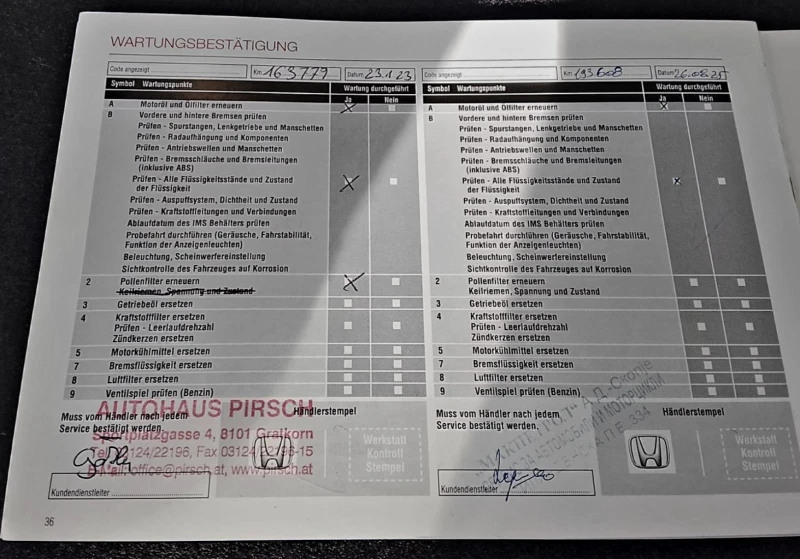 WARTUNGSBESTÄTIGUNG
Code angezeigt
Km 163779
Datum 23.1.23
Symbol Wartungspunkte
Wartung durchgeführt
Ja Nein
A Motoröl und Ölfilter erneuern
B Vordere und hintere Bremsen prüfen
Prüfen - Spurstangen, Lenkgetriebe und Manschetten
Prüfen - Radaufhängung und Komponenten
Prüfen - Antriebswellen und Manschetten
Prüfen - Bremsschläuche und Bremsleitungen
(inklusive ABS)
Prüfen - Alle Flüssigkeitsstände und Zustand
der Flüssigkeit
Prüfen - Auspuffsystem, Dichtheit und Zustand
Prüfen - Kraftstoffleitungen und Verbindungen
Ablaufdatum des IMS Behälters prüfen
Probefahrt durchführen (Geräusche, Fahrstabilität,
Funktion der Anzeigenleuchten)
Beleuchtung, Scheinwerfereinstellung
Sichtkontrolle des Fahrzeuges auf Korrosion
2 Pollenfilter erneuern
Keilriemen, Spannung und Zustand
3 Getriebeöl ersetzen
4 Kraftstofffilter ersetzen
Prüfen - Leerlaufdrehzahl
Zündkerzen ersetzen
5 Motorkühlmittel ersetzen
7 Bremsflüssigkeit ersetzen
8 Luftfilter ersetzen
9 Ventilspiel prüfen (Benzin)
Muss vom Händler nach jedem
Service bestätigt werden.
Händlerstempel
AUTOHAUS PIRSCH
Sportplatzgasse 4, 8101 Gratkorn
Tel. 03124/22196, Fax 03124/22196-15
E-Mail: office@pirsch.at, www.pirsch.at
Werkstatt
Kontroll
Stempel
Kundendienstleiter
36
Code angezeigt
Km 193608
Datum 26.08.25
Symbol Wartungspunkte
Wartung durchgeführt
Ja Nein
A Motoröl und Ölfilter erneuern
B Vordere und hintere Bremsen prüfen
Prüfen - Spurstangen, Lenkgetriebe und Manschetten
Prüfen - Radaufhängung und Komponenten
Prüfen - Antriebswellen und Manschetten
Prüfen - Bremsschläuche und Bremsleitungen
(inklusive ABS)
Prüfen - Alle Flüssigkeitsstände und Zustand
der Flüssigkeit
Prüfen - Auspuffsystem, Dichtheit und Zustand
Prüfen - Kraftstoffleitungen und Verbindungen
Ablaufdatum des IMS Behälters prüfen
Probefahrt durchführen (Geräusche, Fahrstabilität,
Funktion der Anzeigenleuchten)
Beleuchtung, Scheinwerfereinstellung
Sichtkontrolle des Fahrzeuges auf Korrosion
2 Pollenfilter erneuern
Keilriemen, Spannung und Zustand
3 Getriebeöl ersetzen
4 Kraftstofffilter ersetzen
Prüfen - Leerlaufdrehzahl
Zündkerzen ersetzen
5 Motorkühlmittel ersetzen
7 Bremsflüssigkeit ersetzen
8 Luftfilter ersetzen
9 Ventilspiel prüfen (Benzin)
Muss vom Händler nach jedem
Service bestätigt werden.
Händlerstempel
А.Д. Скопје
МОТОРЦИКЛИ
334
Werkstatt
Kontroll
Stempel
Kundendienstleiter